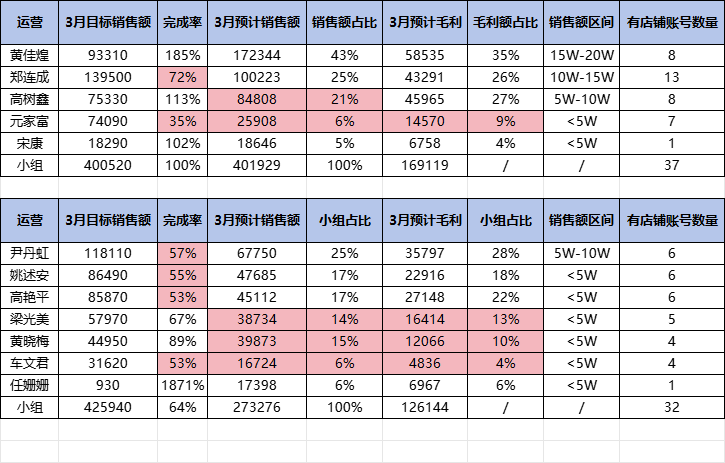 运营 3月目标销售额 完成率 3月预计销售额 销售额占比 3月预计毛利 毛利额占比 销售额区间 有店铺账号数量
黄佳煌 93310 185% 172344 43% 58535 35% 15W-20W 8
郑连成 139500 72% 100223 25% 43291 26% 10W-15W 13
高树鑫 75330 113% 84808 21% 45965 27% 5W-10W 8
元家富 74090 35% 25908 6% 14570 9% <5W 7
宋康 18290 102% 18646 5% 6758 4% <5W 1
小组 400520 100% 401929 100% 169119 / / 37
运营 3月目标销售额 完成率 3月预计销售额 小组占比 3月预计毛利 小组占比 销售额区间 有店铺账号数量
尹丹虹 118110 57% 67750 25% 35797 28% 5W-10W 6
姚述安 86490 55% 47685 17% 22916 18% <5W 6
高艳平 85870 53% 45112 17% 27148 22% <5W 6
梁光美 57970 67% 38734 14% 16414 13% <5W 5
黄晓梅 44950 89% 39873 15% 12066 10% <5W 4
车文君 31620 53% 16724 6% 4836 4% <5W 4
任姗姗 930 1871% 17398 6% 6967 6% <5W 1
小组 425940 64% 273276 100% 126144 / / 32